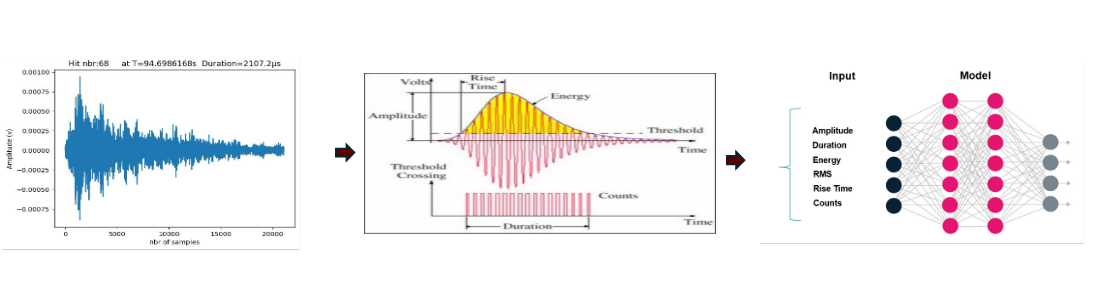 Hit nbr:68 at T=94.6986168s Duration=2107.2µs
Amplitude (v)
0.00100
0.00075
0.00050
0.00025
0.00000
−0.00025
−0.00050
−0.00075
0 5000 10000 15000 20000
nbr of samples
Volts
Rise
Time
Energy
Amplitude
Threshold
Time
Threshold
Crossing
Counts
Time
Duration
Input
Model
Amplitude
Duration
Energy
RMS
Rise Time
Counts